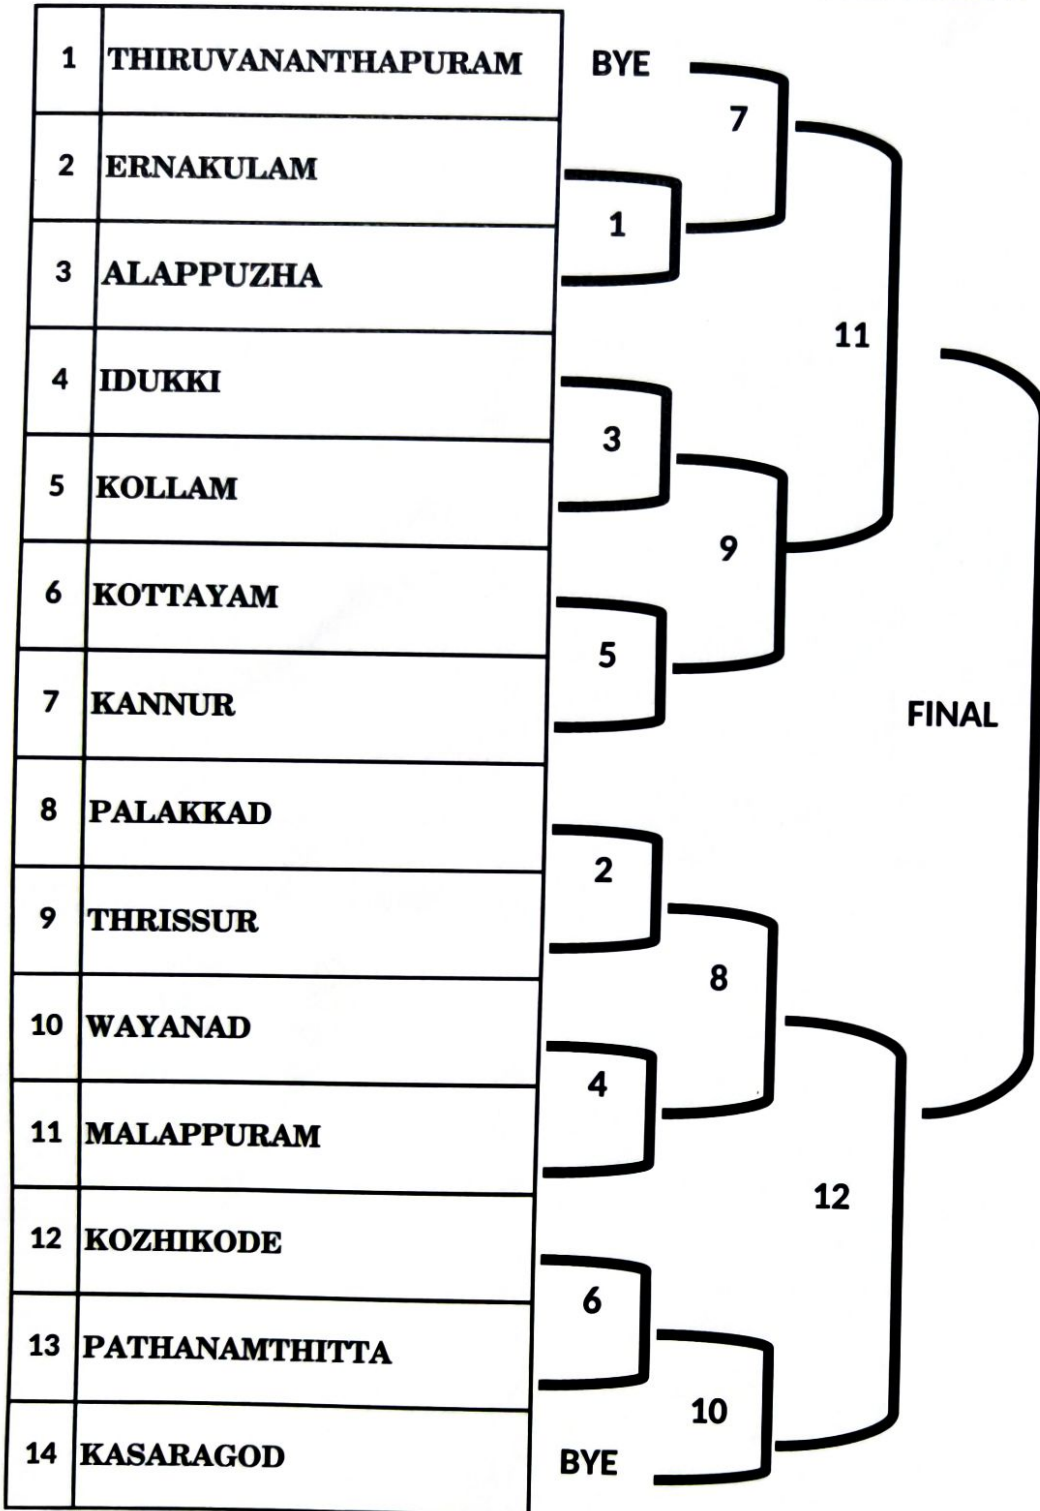 1 THIRUVANANTHAPURAM BYE
7
2 ERNAKULAM
1
3 ALAPPUZHA
11
4 IDUKKI
3
5 KOLLAM
9
6 KOTTAYAM
5
7 KANNUR
FINAL
8 PALAKKAD
2
9 THRISSUR
8
10 WAYANAD
4
11 MALAPPURAM
12
12 KOZHIKODE
6
13 PATHANAMTHITTA
10
14 KASARAGOD BYE